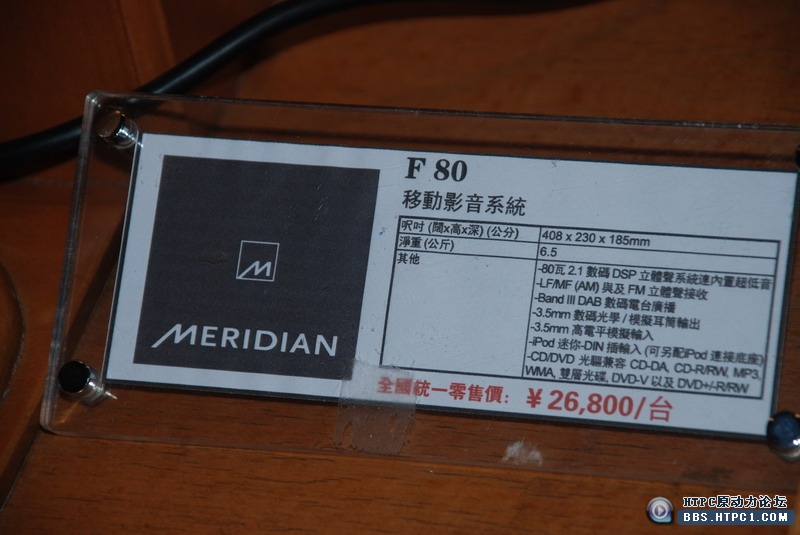 F 80
移動影音系統
呎吋 (闊x高x深) (公分) 408 x 230 x 185mm
淨重 (公斤) 6.5
其他
-80瓦 2.1 數碼 DSP 立體聲系統連內置超低音
-LF/MF (AM) 與及 FM 立體聲接收
-Band III DAB 數碼電台廣播
-3.5mm 數碼光學 / 模擬耳筒輸出
-3.5mm 高電平模擬輸入
-iPod 迷你-DIN 插輸入 (可另配iPod 連接底座)
-CD/DVD 光驅兼容 CD-DA, CD-R/RW, MP3,
WMA, 雙層光碟, DVD-V 以及 DVD+/-R/RW
MERIDIAN
全國統一零售價: ¥26,800/台
HTPC原动力论坛
BBS.HTPC1.COM